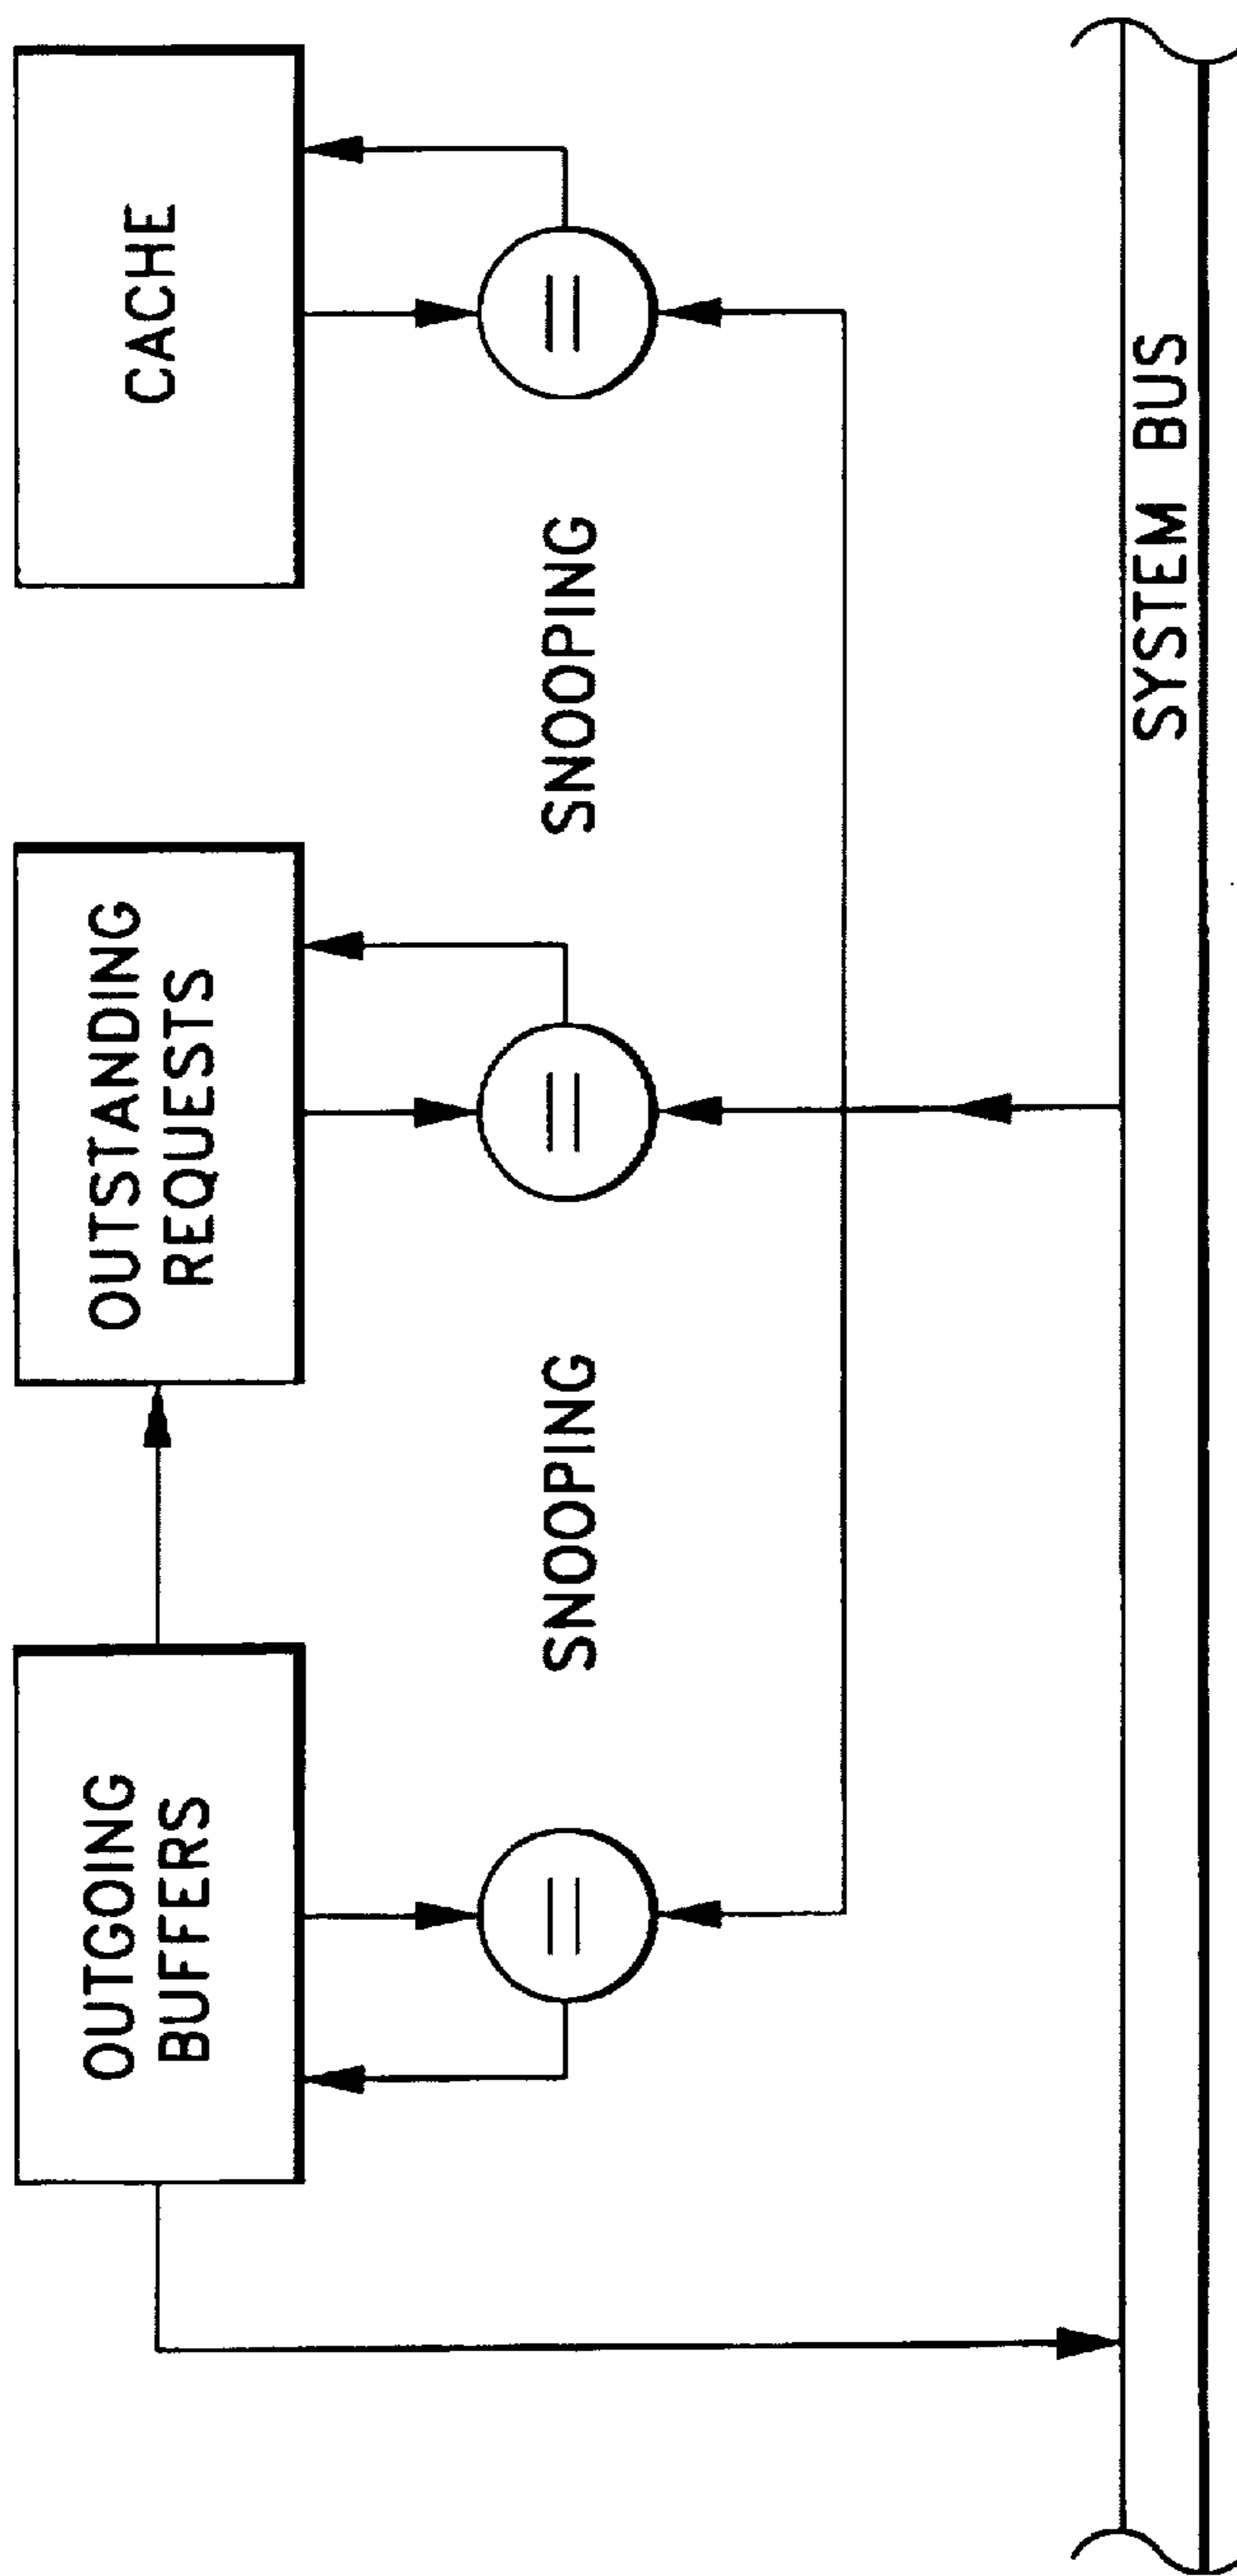 OUTGOING
BUFFERS
OUTSTANDING
REQUESTS
CACHE
=
=
=
SNOOPING
SNOOPING
SYSTEM BUS